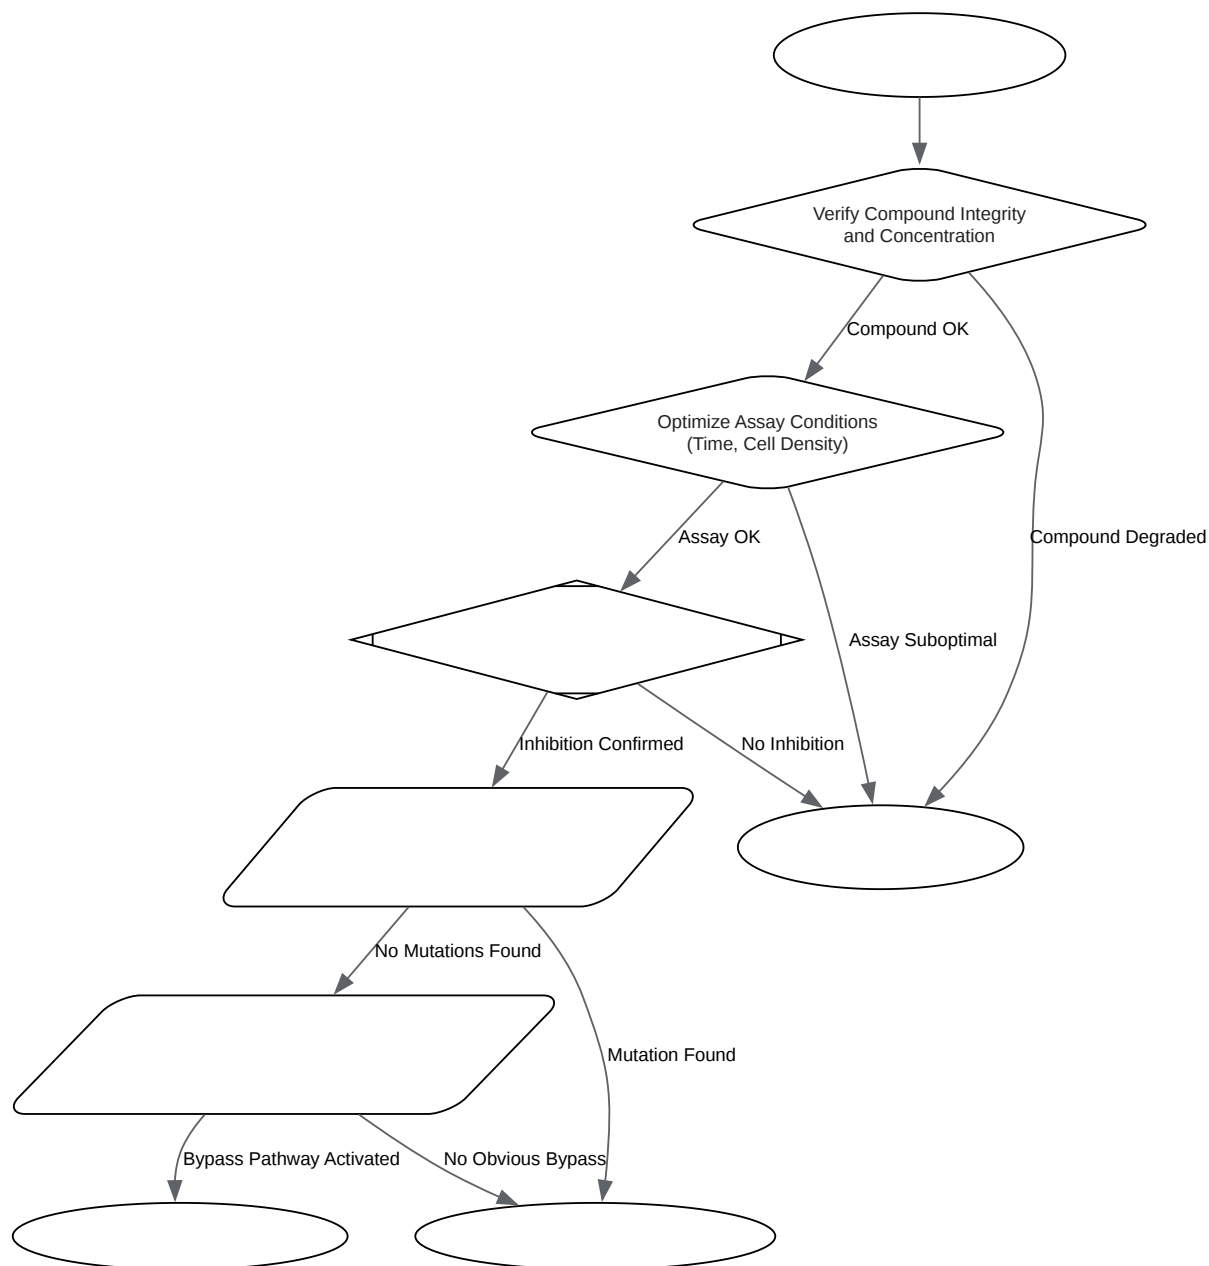 Verify Compound Integrity
and Concentration
Compound OK
Optimize Assay Conditions
(Time, Cell Density)
Assay OK
Compound Degraded
Assay Suboptimal
Inhibition Confirmed
No Inhibition
No Mutations Found
Mutation Found
Bypass Pathway Activated
No Obvious Bypass